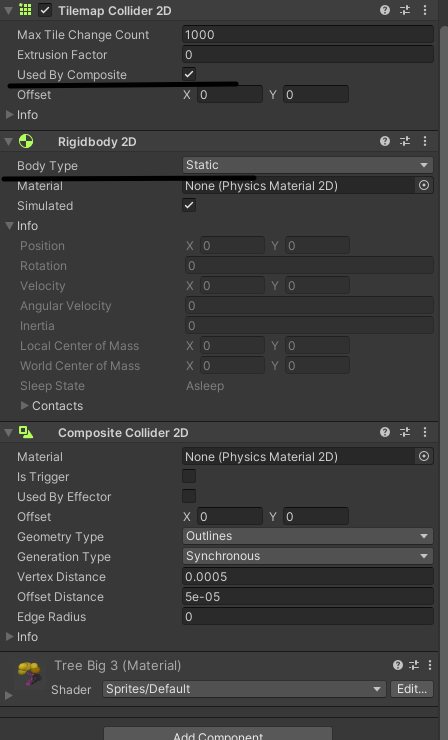 Tilemap Collider 2D
Max Tile Change Count 1000
Extrusion Factor 0
Used By Composite
Offset X 0 Y 0
Info
Rigidbody 2D
Body Type Static
Material None (Physics Material 2D)
Simulated
Info
Position X 0 Y 0
Rotation 0
Velocity X 0 Y 0
Angular Velocity 0
Inertia 0
Local Center of Mass X 0 Y 0
World Center of Mass X 0 Y 0
Sleep State Asleep
Contacts
Composite Collider 2D
Material None (Physics Material 2D)
Is Trigger
Used By Effector
Offset X 0 Y 0
Geometry Type Outlines
Generation Type Synchronous
Vertex Distance 0.0005
Offset Distance 5e-05
Edge Radius 0
Info
Tree Big 3 (Material)
Shader Sprites/Default Edit...
Add Component